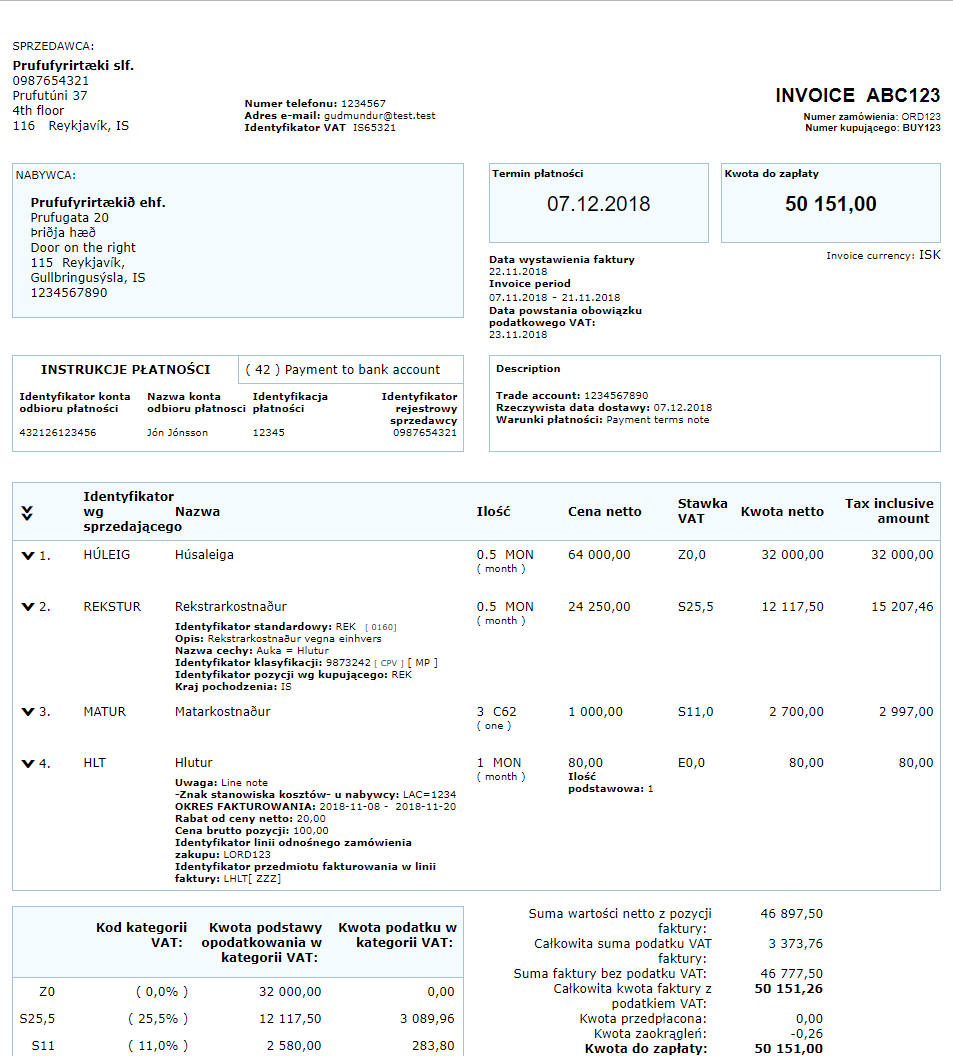 SPRZEDAWCA:
Prufufyrirtæki slf.
0987654321
Prufutúni 37
4th floor
116 Reykjavík, IS
Numer telefonu: 1234567
Adres e-mail: gudmundur@test.test
Identyfikator VAT IS65321
INVOICE ABC123
Numer zamówienia: ORD123
Numer kupującego: BUY123
NABYWCA:
Prufufyrirtækið ehf.
Prufugata 20
Þriðja hæð
Door on the right
115 Reykjavík,
Gullbringusýsla, IS
1234567890
Termin płatności
07.12.2018
Kwota do zapłaty
50 151,00
Invoice currency: ISK
Data wystawienia faktury
22.11.2018
Invoice period
07.11.2018 - 21.11.2018
Data powstania obowiązku
podatkowego VAT:
23.11.2018
INSTRUKCJE PŁATNOŚCI ( 42 ) Payment to bank account
Identyfikator konta Nazwa konta Identyfikacja Identyfikator
odbioru płatności odbioru płatnosci płatności rejestrowy
sprzedawcy
432126123456 Jón Jónsson 12345 0987654321
Description
Trade account: 1234567890
Rzeczywista data dostawy: 07.12.2018
Warunki płatności: Payment terms note
Identyfikator
wg
sprzedającego
Nazwa
Ilość
Cena netto
Stawka
VAT
Kwota netto
Tax inclusive
amount
1. HÚLEIG Húsaleiga 0.5 MON 64 000,00 Z0,0 32 000,00 32 000,00
( month )
2. REKSTUR Rekstrarkostnaður 0.5 MON 24 250,00 S25,5 12 117,50 15 207,46
( month )
Identyfikator standardowy: REK [ 0160]
Opis: Rekstrarkostnaður vegna einhvers
Nazwa cechy: Auka = Hlutur
Identyfikator klasyfikacji: 9873242 [ CPV ] [ MP ]
Identyfikator pozycji wg kupującego: REK
Kraj pochodzenia: IS
3. MATUR Matarkostnaður 3 C62 1 000,00 S11,0 2 700,00 2 997,00
( one )
4. HLT Hlutur 1 MON 80,00 E0,0 80,00 80,00
( month ) Ilość
podstawowa: 1
Uwaga: Line note
-Znak stanowiska kosztów- u nabywcy: LAC=1234
OKRES FAKTUROWANIA: 2018-11-08 - 2018-11-20
Rabat od ceny netto: 20,00
Cena brutto pozycji: 100,00
Identyfikator linii odnośnego zamówienia
zakupu: LORD123
Identyfikator przedmiotu fakturowania w linii
faktury: LHLT[ ZZZ]
Kod kategorii Kwota podstawy Kwota podatku w
VAT: opodatkowania w kategorii VAT:
kategorii VAT:
Z0 ( 0,0% ) 32 000,00 0,00
S25,5 ( 25,5% ) 12 117,50 3 089,96
S11 ( 11,0% ) 2 580,00 283,80
Suma wartości netto z pozycji 46 897,50
faktury:
Całkowita suma podatku VAT 3 373,76
faktury:
Suma faktury bez podatku VAT: 46 777,50
Całkowita kwota faktury z 50 151,26
podatkiem VAT:
Kwota przedpłacona: 0,00
Kwota zaokrągleń: -0,26
Kwota do zapłaty: 50 151,00